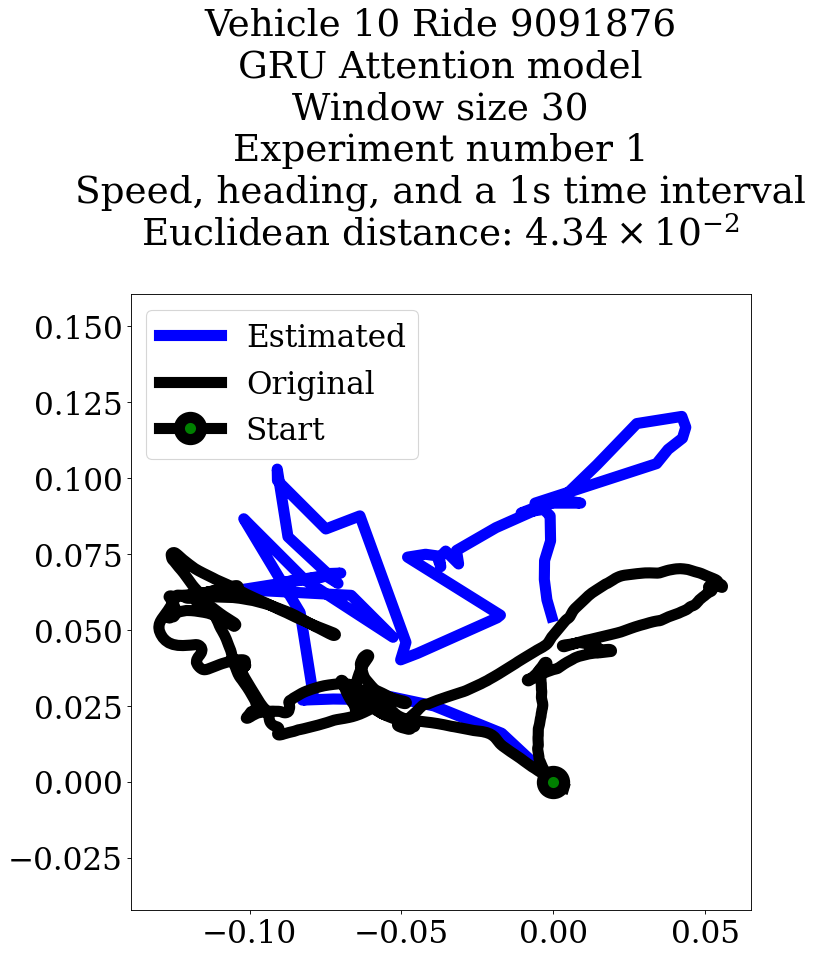 Vehicle 10 Ride 9091876
GRU Attention model
Window size 30
Experiment number 1
Speed, heading, and a 1s time interval
Euclidean distance: 4.34 × 10⁻²
Estimated
Original
Start
0.150
0.125
0.100
0.075
0.050
0.025
0.000
−0.025
−0.10
−0.05
0.00
0.05